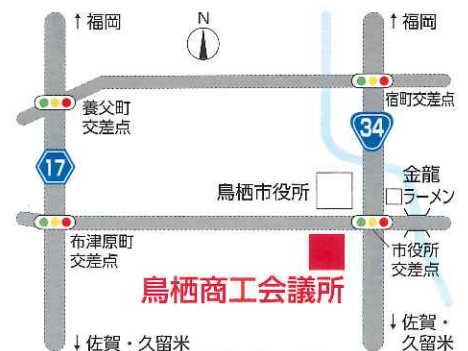 ↑福岡
N
↑福岡
養父町
交差点
宿町交差点
34
17
鳥栖市役所
金龍
ラーメン
布津原町
交差点
市役所
交差点
鳥栖商工会議所
↓佐賀・久留米
↓佐賀・
久留米